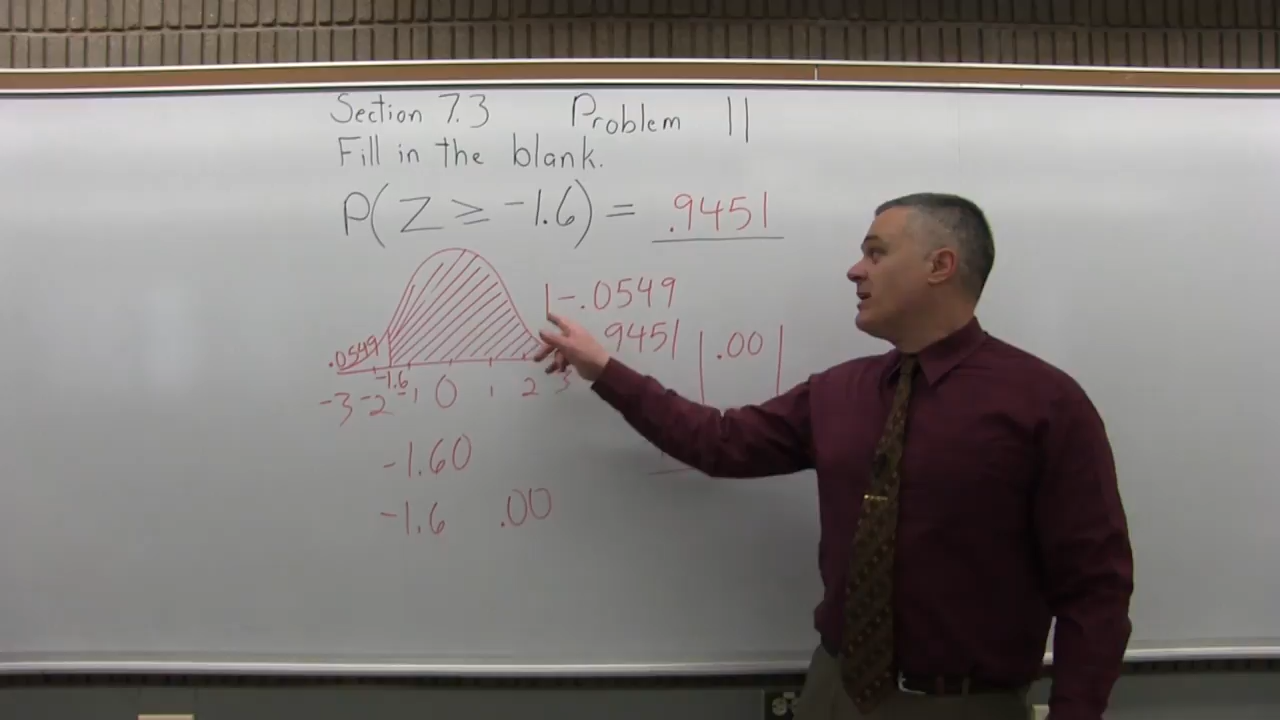 Section 7.3 Problem 11
Fill in the blank.
P(Z ≥ -1.6) = .9451
1-.0549
.9451
.00
.0549
-1.6
-3 -2 -1 0 1 2 3
-1.60
-1.6 .00